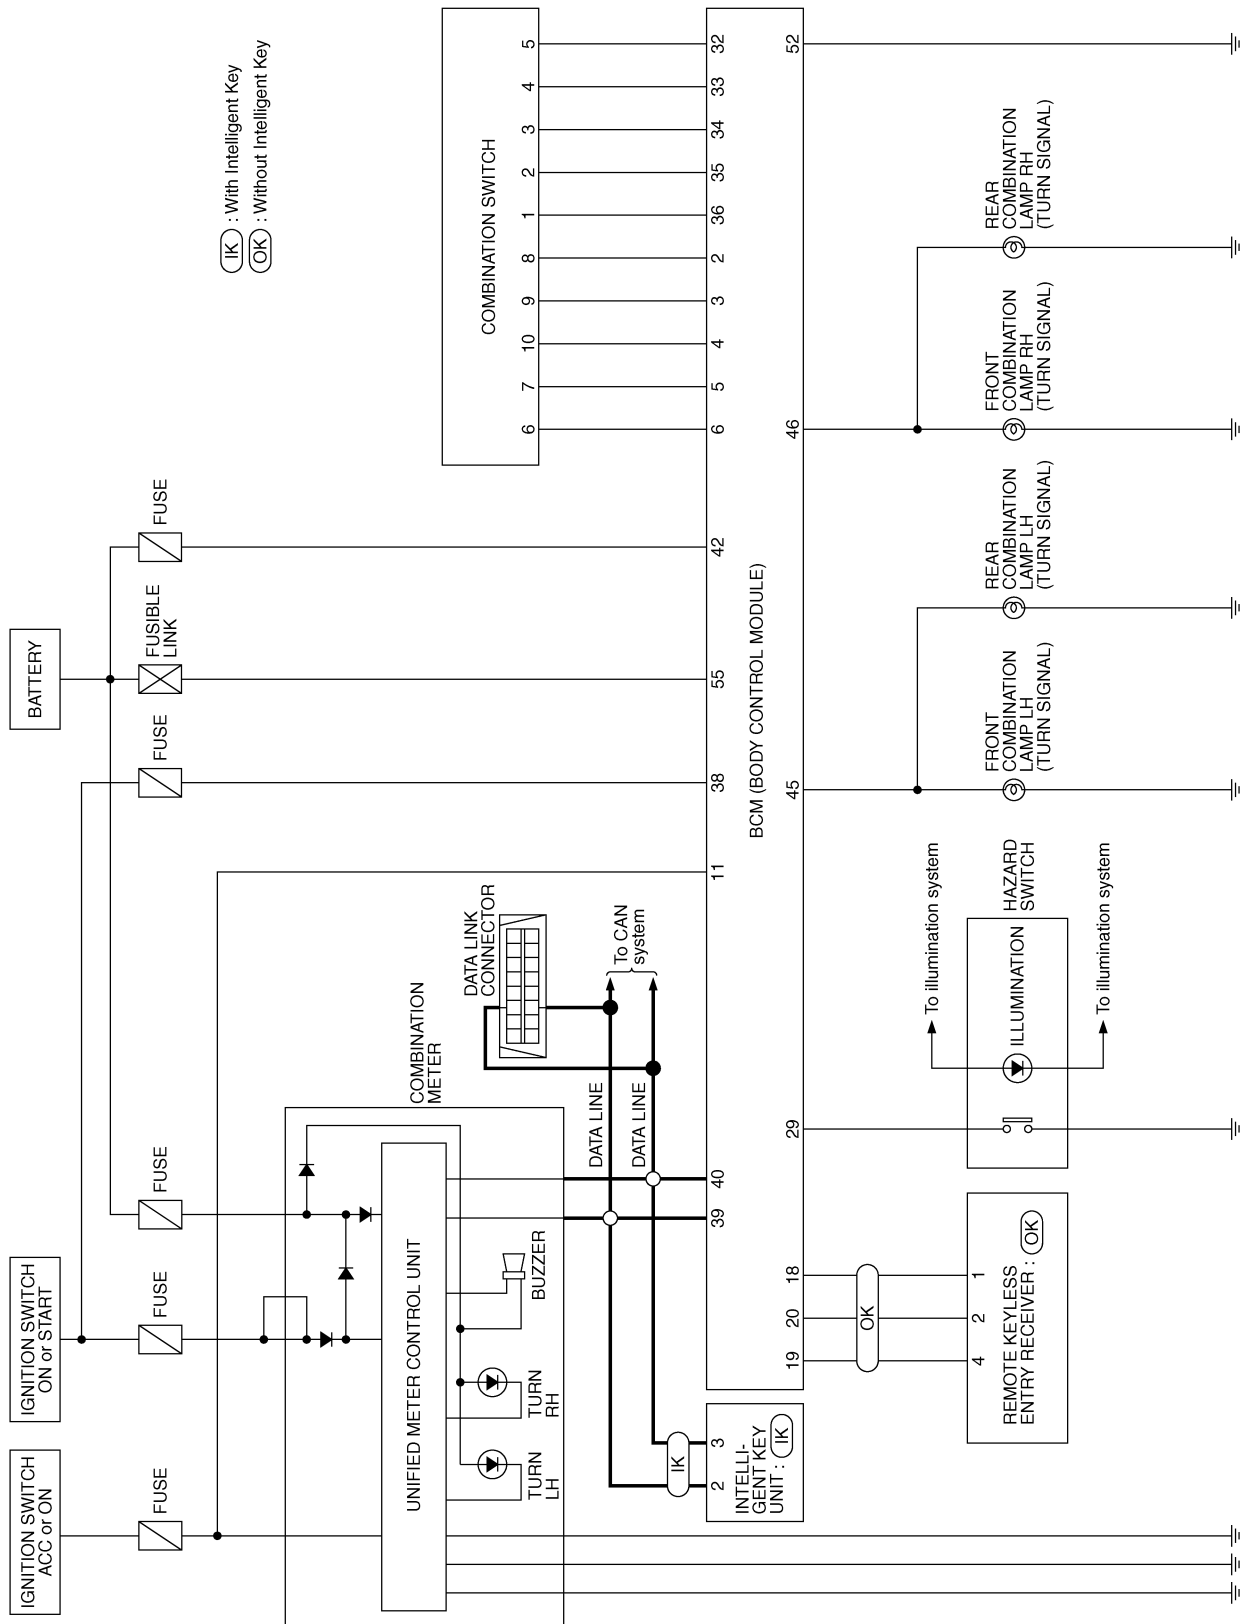 IGNITION SWITCH
ACC or ON
IGNITION SWITCH
ON or START
BATTERY
FUSE
FUSE
FUSE
FUSE
FUSIBLE
LINK
FUSE
IK : With Intelligent Key
OK : Without Intelligent Key
COMBINATION
METER
UNIFIED METER CONTROL UNIT
TURN
LH
TURN
RH
BUZZER
DATA LINK
CONNECTOR
DATA LINE
DATA LINE
To CAN
system
COMBINATION SWITCH
6 7 10 9 8 1 2 3 4 5
IK
2 3
INTELLI-
GENT KEY
UNIT : IK
39 40 11 38 55 42 6 5 4 3 2 36 35 34 33 32
BCM (BODY CONTROL MODULE)
19 20 18 29 45 46 52
OK
4 2 1
REMOTE KEYLESS
ENTRY RECEIVER : OK
To illumination system
ILLUMINATION
HAZARD
SWITCH
To illumination system
FRONT
COMBINATION
LAMP LH
(TURN SIGNAL)
REAR
COMBINATION
LAMP LH
(TURN SIGNAL)
FRONT
COMBINATION
LAMP RH
(TURN SIGNAL)
REAR
COMBINATION
LAMP RH
(TURN SIGNAL)